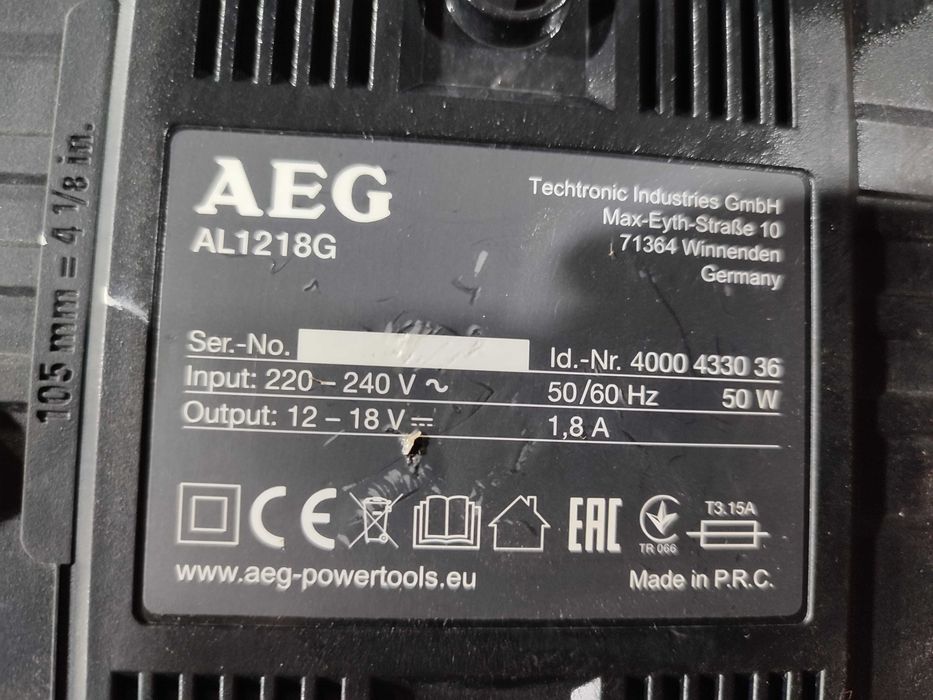 105 mm = 4 1/8 in.
AEG
AL1218G
Techtronic Industries GmbH
Max-Eyth-Straße 10
71364 Winnenden
Germany
Ser.-No.
Id.-Nr. 4000 4330 36
Input: 220 – 240 V ~ 50/60 Hz 50 W
Output: 12 – 18 V ⎓ 1,8 A
CE
EAC
TR 066
T3.15A
www.aeg-powertools.eu
Made in P.R.C.